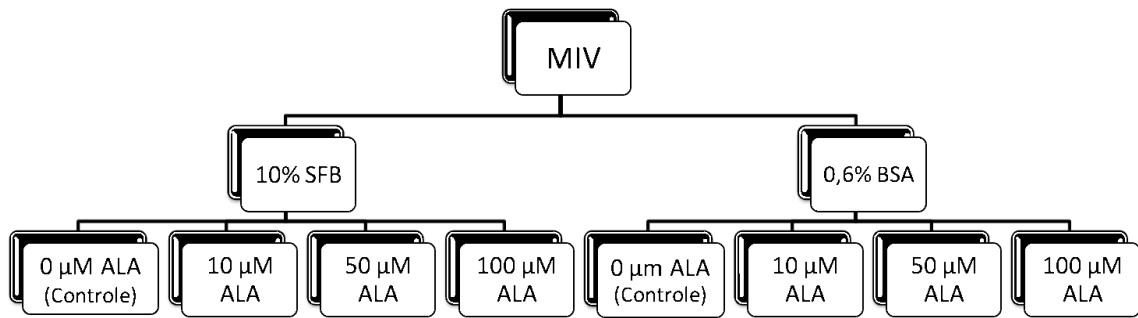 MIV
10% SFB
0,6% BSA
0 µM ALA
(Controle)
10 µM
ALA
50 µM
ALA
100 µM
ALA
0 µm ALA
(Controle)
10 µM
ALA
50 µM
ALA
100 µM
ALA